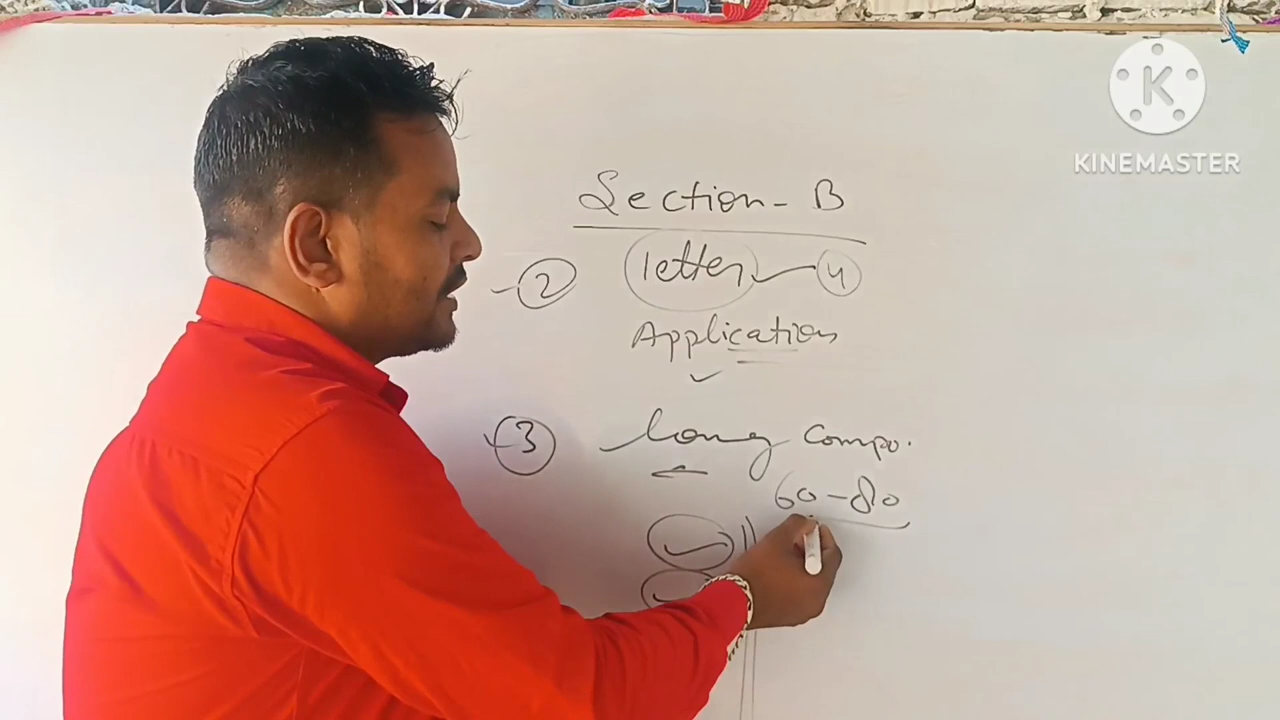 K
KINEMASTER
Section - B
2 letter 4
Application
3 long compo.
60-80